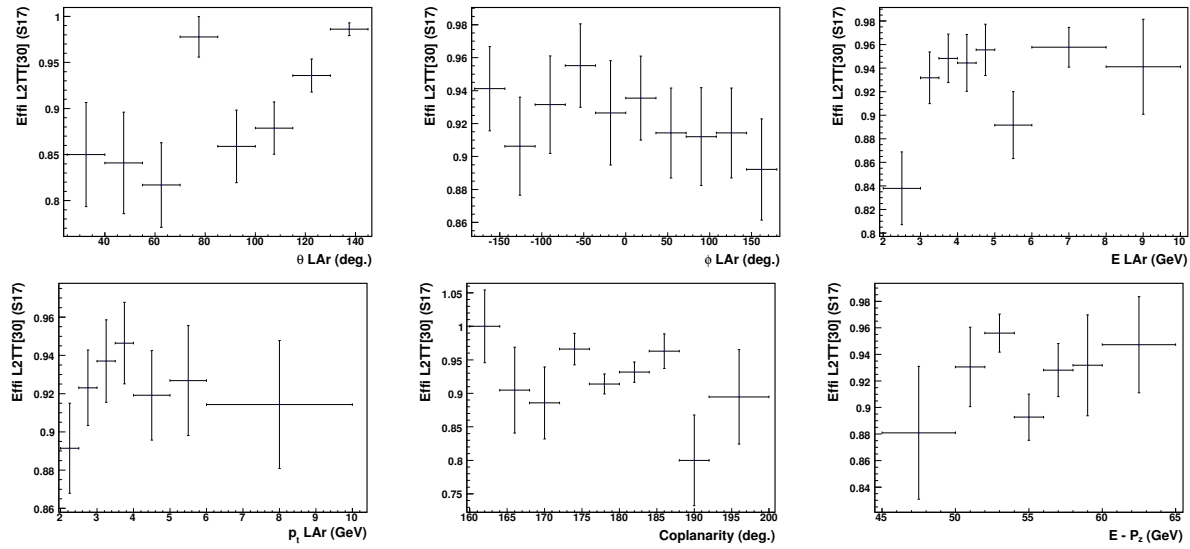 Effi L2TT[30] (S17)
1
0.95
0.9
0.85
0.8
40 60 80 100 120 140
θ LAr (deg.)
Effi L2TT[30] (S17)
0.98
0.96
0.94
0.92
0.9
0.88
0.86
-150 -100 -50 0 50 100 150
ϕ LAr (deg.)
Effi L2TT[30] (S17)
0.98
0.96
0.94
0.92
0.9
0.88
0.86
0.84
0.82
0.8
2 3 4 5 6 7 8 9 10
E LAr (GeV)
Effi L2TT[30] (S17)
0.96
0.94
0.92
0.9
0.88
0.86
2 3 4 5 6 7 8 9 10
pt LAr (GeV)
Effi L2TT[30] (S17)
1.05
1
0.95
0.9
0.85
0.8
0.75
160 165 170 175 180 185 190 195 200
Coplanarity (deg.)
Effi L2TT[30] (S17)
0.98
0.96
0.94
0.92
0.9
0.88
0.86
0.84
45 50 55 60 65
E - Pz (GeV)